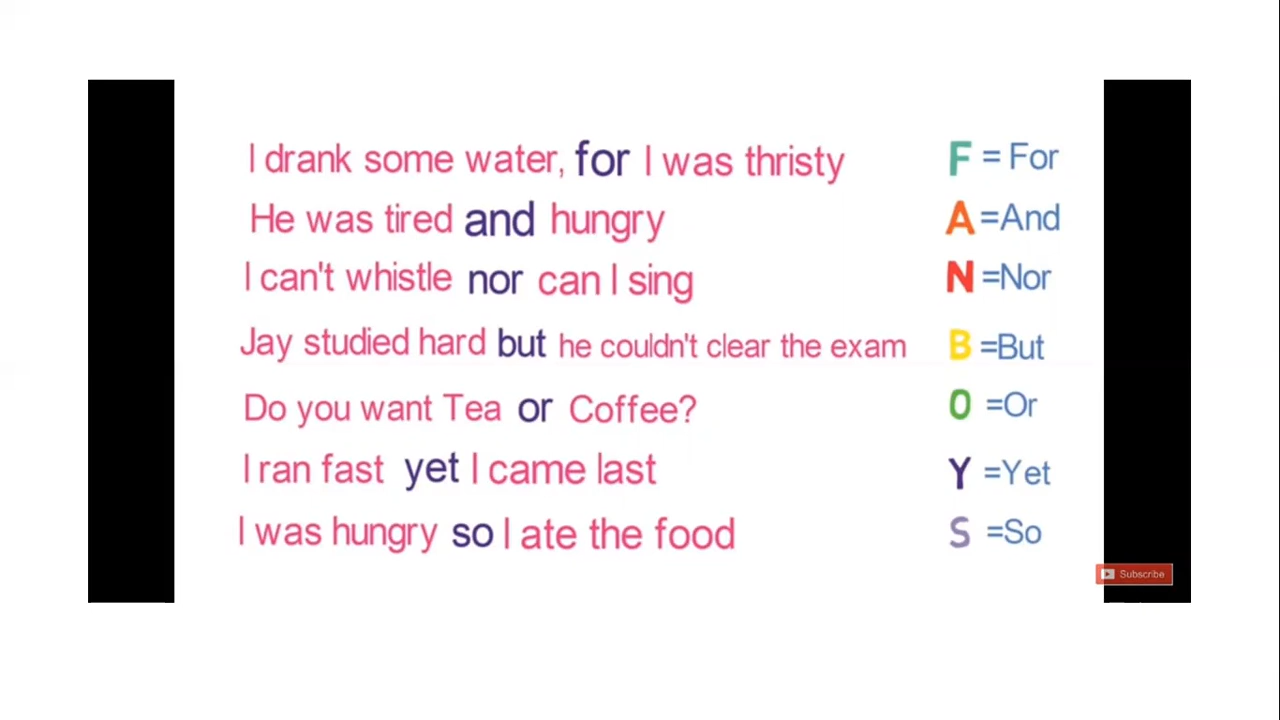 I drank some water, for I was thristy F = For
He was tired and hungry A =And
I can't whistle nor can I sing N =Nor
Jay studied hard but he couldn't clear the exam B =But
Do you want Tea or Coffee? O =Or
I ran fast yet I came last Y =Yet
I was hungry so I ate the food S =So
Subscribe